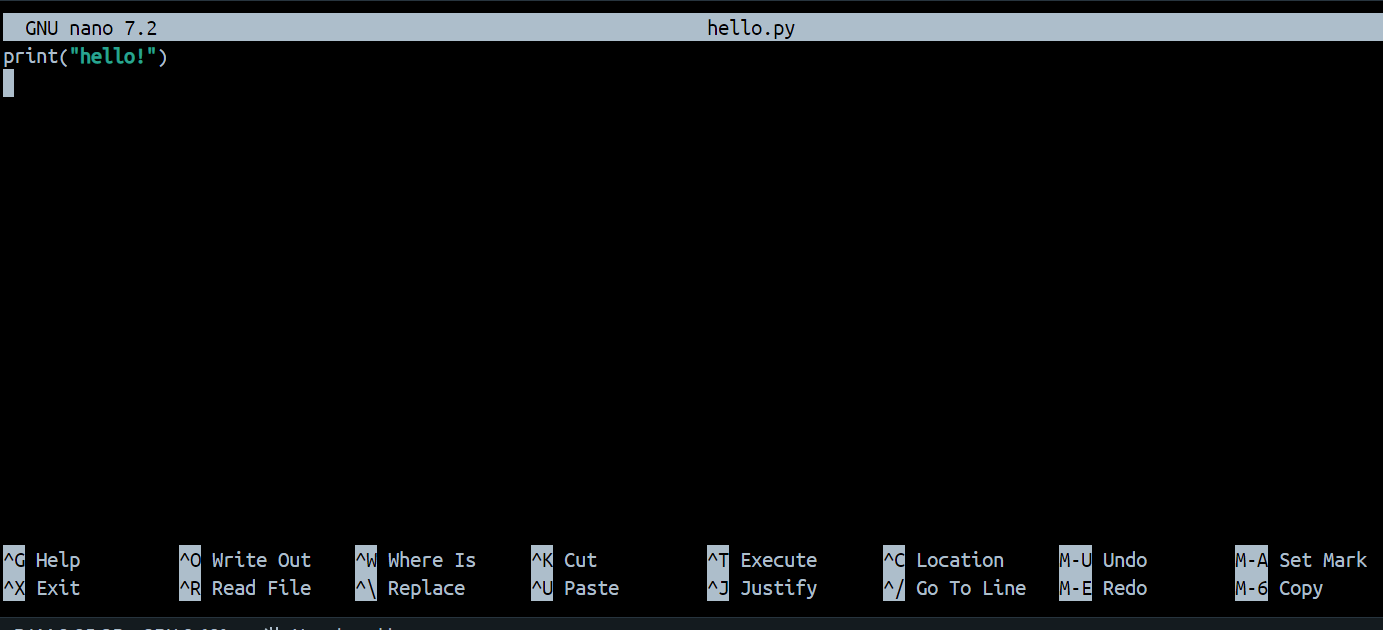 GNU nano 7.2 hello.py
print("hello!")
^G Help ^O Write Out ^W Where Is ^K Cut ^T Execute ^C Location M-U Undo M-A Set Mark
^X Exit ^R Read File ^\ Replace ^U Paste ^J Justify ^/ Go To Line M-E Redo M-6 Copy